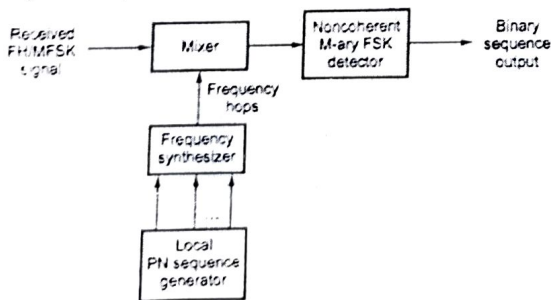 Received
FH/MFSK
signal
Mixer
Noncoherent
M-ary FSK
detector
Binary
sequence
output
Frequency
hops
Frequency
synthesizer
...
Local
PN sequence
generator